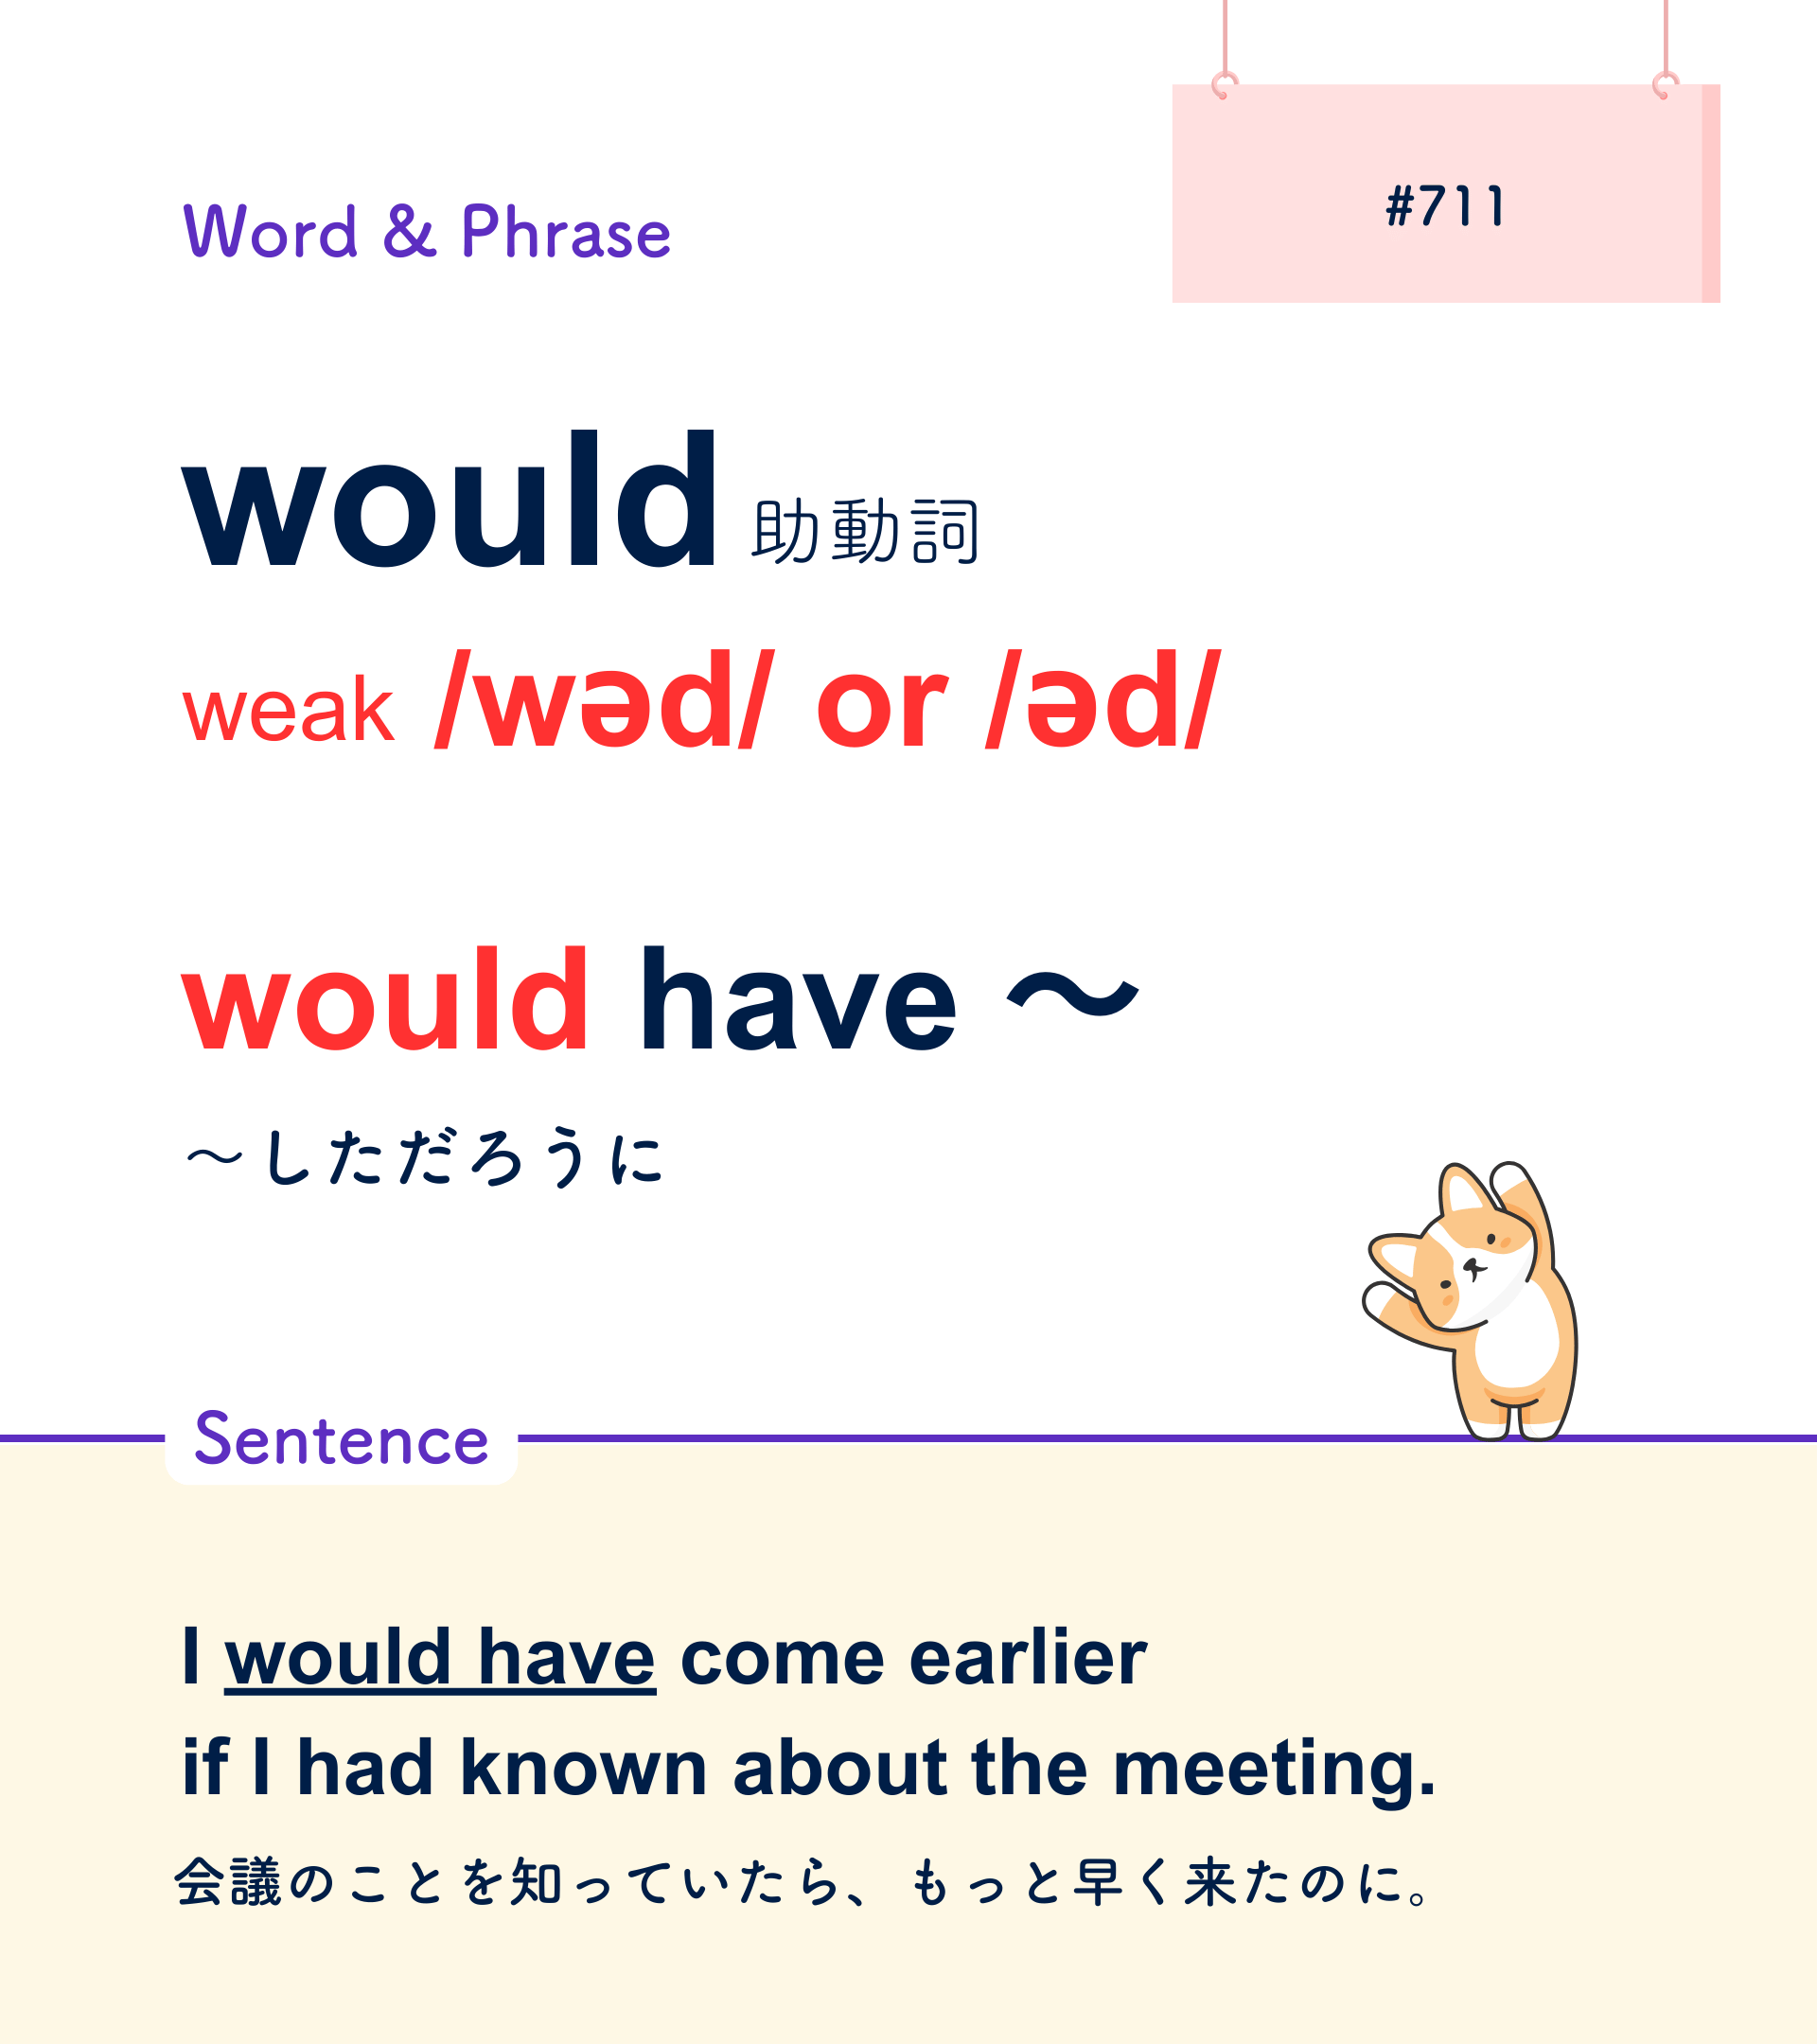 #711
Word & Phrase
would 助動詞
weak /wəd/ or /əd/
would have 〜
〜しただろうに
Sentence
I would have come earlier
if I had known about the meeting.
会議のことを知っていたら、もっと早く来たのに。